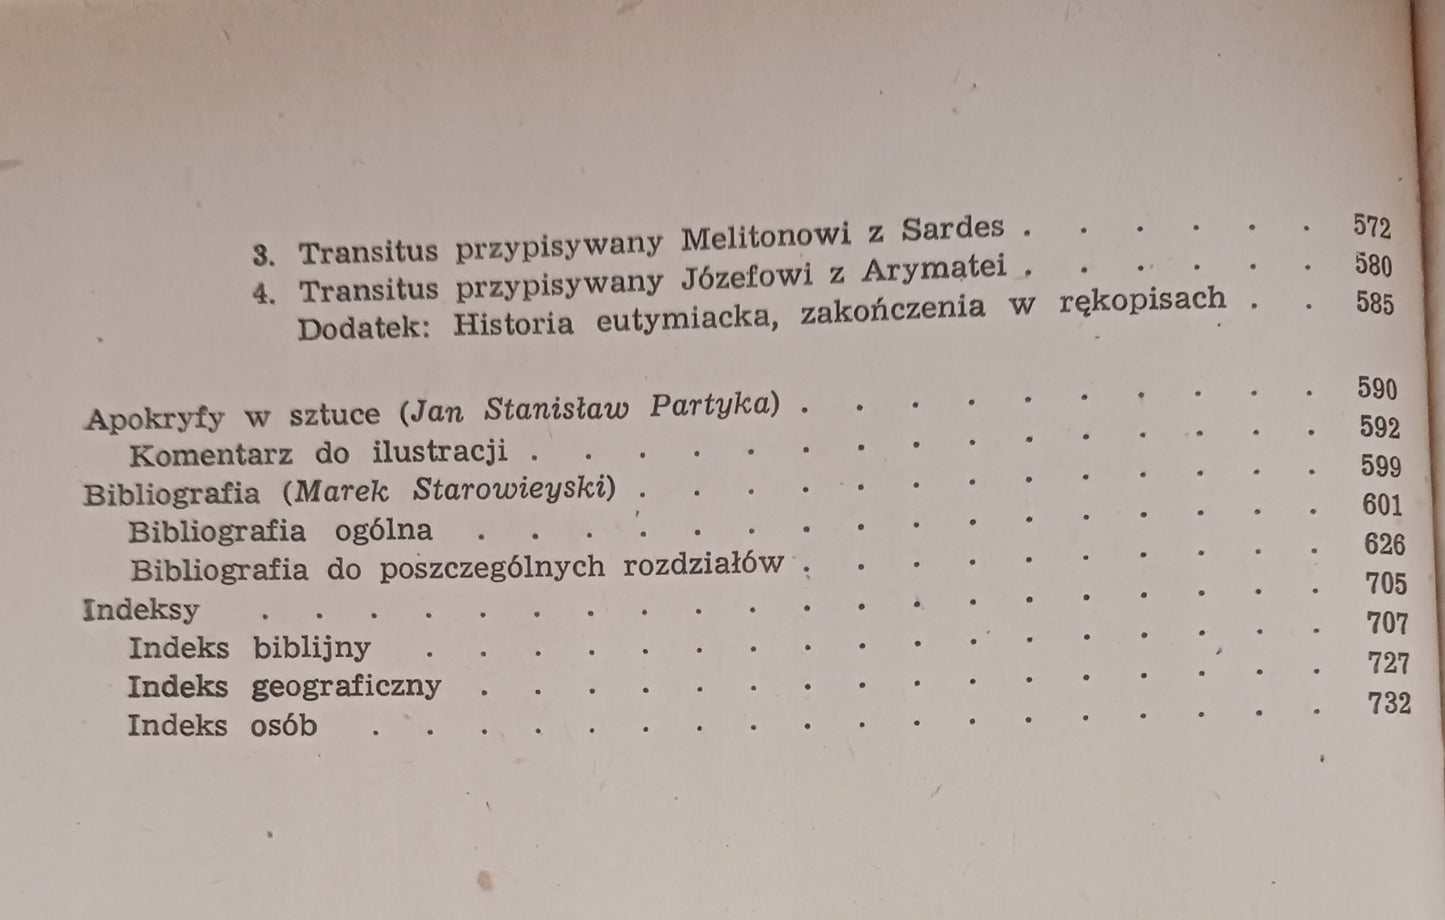 3. Transitus przypisywany Melitonowi z Sardes . . . . . . 572
4. Transitus przypisywany Józefowi z Arymatei . . . . . . 580
Dodatek: Historia eutymiacka, zakończenia w rękopisach . . 585
Apokryfy w sztuce (Jan Stanisław Partyka) . . . . . . . . . . 590
Komentarz do ilustracji . . . . . . . . . . . . . . . 592
Bibliografia (Marek Starowieyski) . . . . . . . . . . . . . 599
Bibliografia ogólna . . . . . . . . . . . . . . . . 601
Bibliografia do poszczególnych rozdziałów . . . . . . . . . . 626
Indeksy . . . . . . . . . . . . . . . . . . . . 705
Indeks biblijny . . . . . . . . . . . . . . . . . 707
Indeks geograficzny . . . . . . . . . . . . . . . . 727
Indeks osób . . . . . . . . . . . . . . . . . . 732